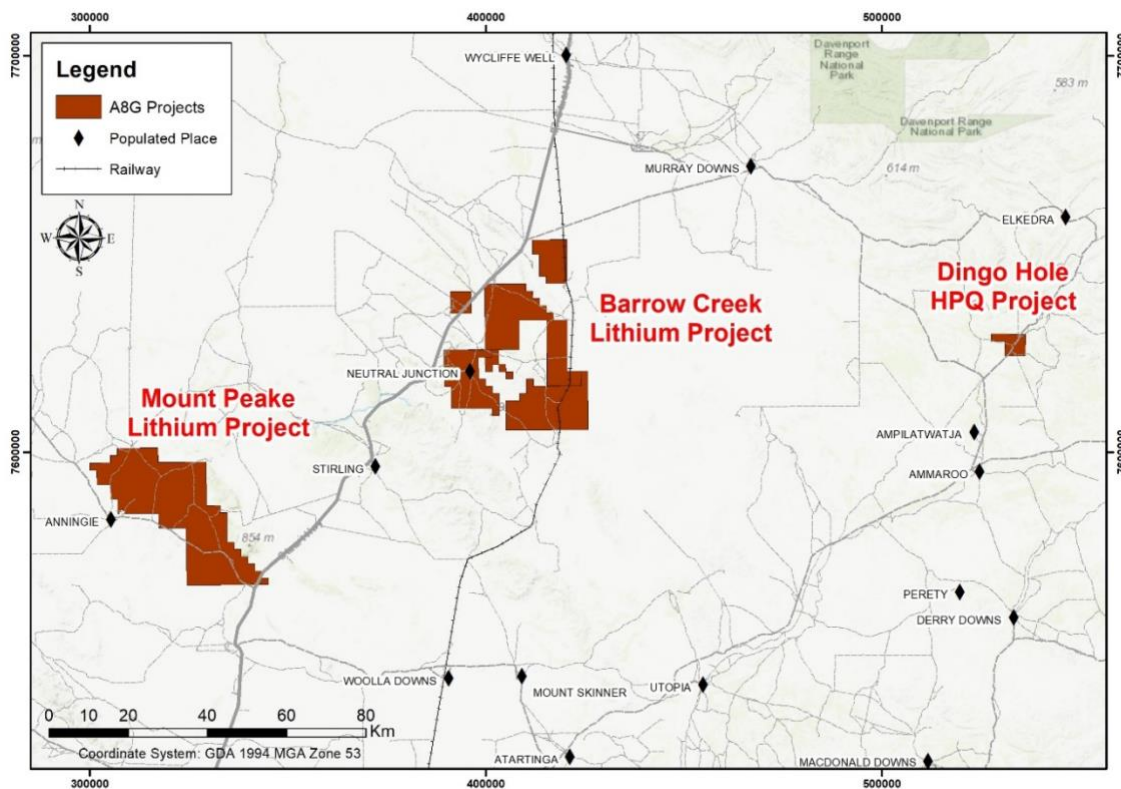 300000
400000
500000
7700000
7700000
Legend
A8G Projects
Populated Place
Railway
N
W
E
S
WYCLIFFE WELL
Davenport
Range
National
Park
583 m
Davenport Range
National Park
MURRAY DOWNS
614 m
ELKEDRA
Dingo Hole
HPQ Project
Barrow Creek
Lithium Project
NEUTRAL JUNCTION
Mount Peake
Lithium Project
AMPILATWATJA
7600000
7600000
STIRLING
AMMAROO
ANNINGIE
854 m
PERETY
DERRY DOWNS
WOOLLA DOWNS
MOUNT SKINNER
UTOPIA
0 10 20 40 60 80
Km
Coordinate System: GDA 1994 MGA Zone 53
ATARTINGA
MACDONALD DOWNS
300000
400000
500000